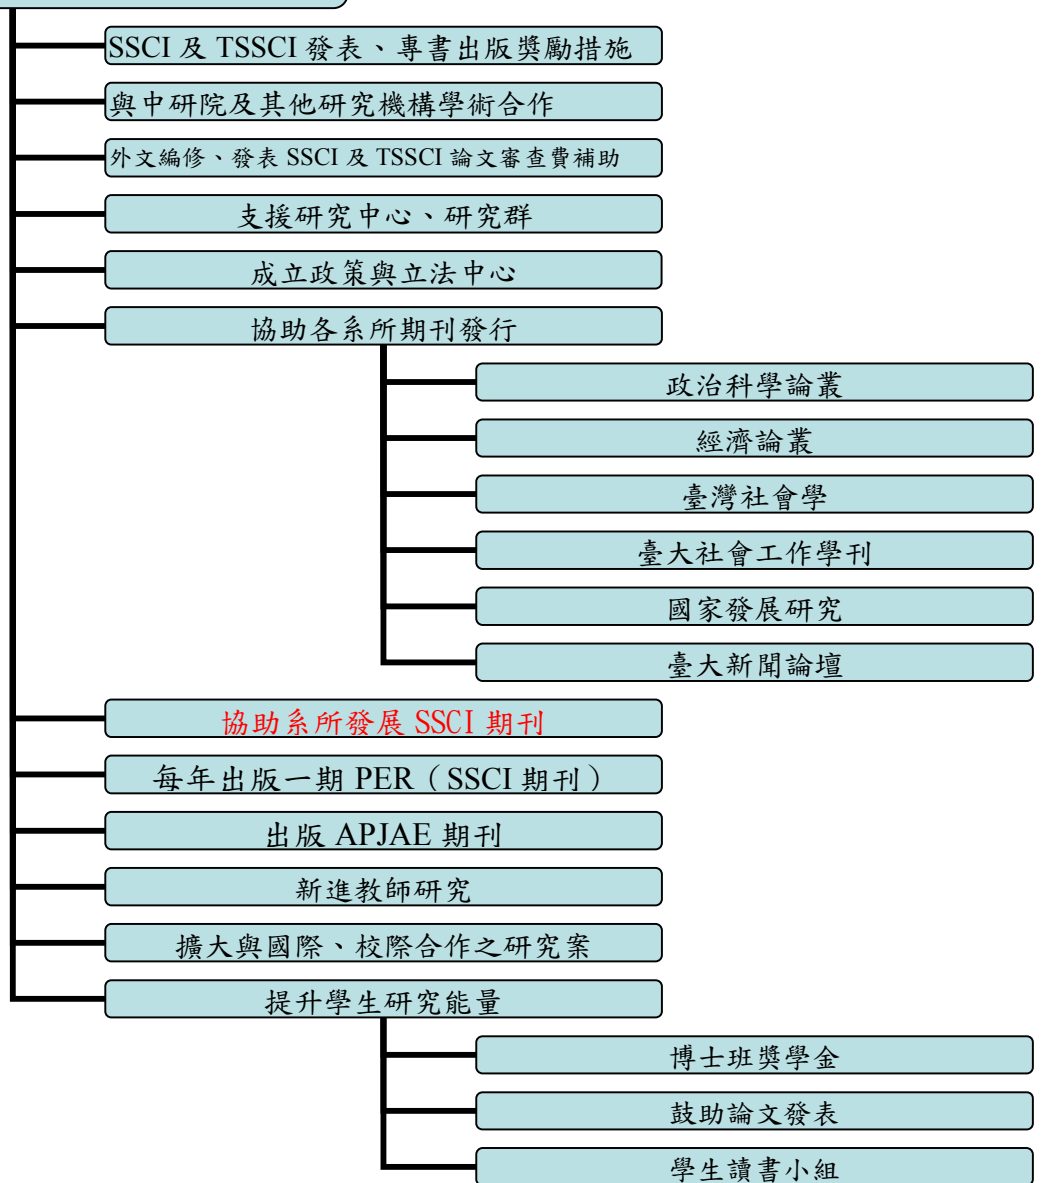 SSCI 及 TSSCI 發表、專書出版獎勵措施
與中研院及其他研究機構學術合作
外文編修、發表 SSCI 及 TSSCI 論文審查費補助
支援研究中心、研究群
成立政策與立法中心
協助各系所期刊發行
政治科學論叢
經濟論叢
臺灣社會學
臺大社會工作學刊
國家發展研究
臺大新聞論壇
協助系所發展 SSCI 期刊
每年出版一期 PER（SSCI 期刊）
出版 APJAE 期刊
新進教師研究
擴大與國際、校際合作之研究案
提升學生研究能量
博士班獎學金
鼓助論文發表
學生讀書小組